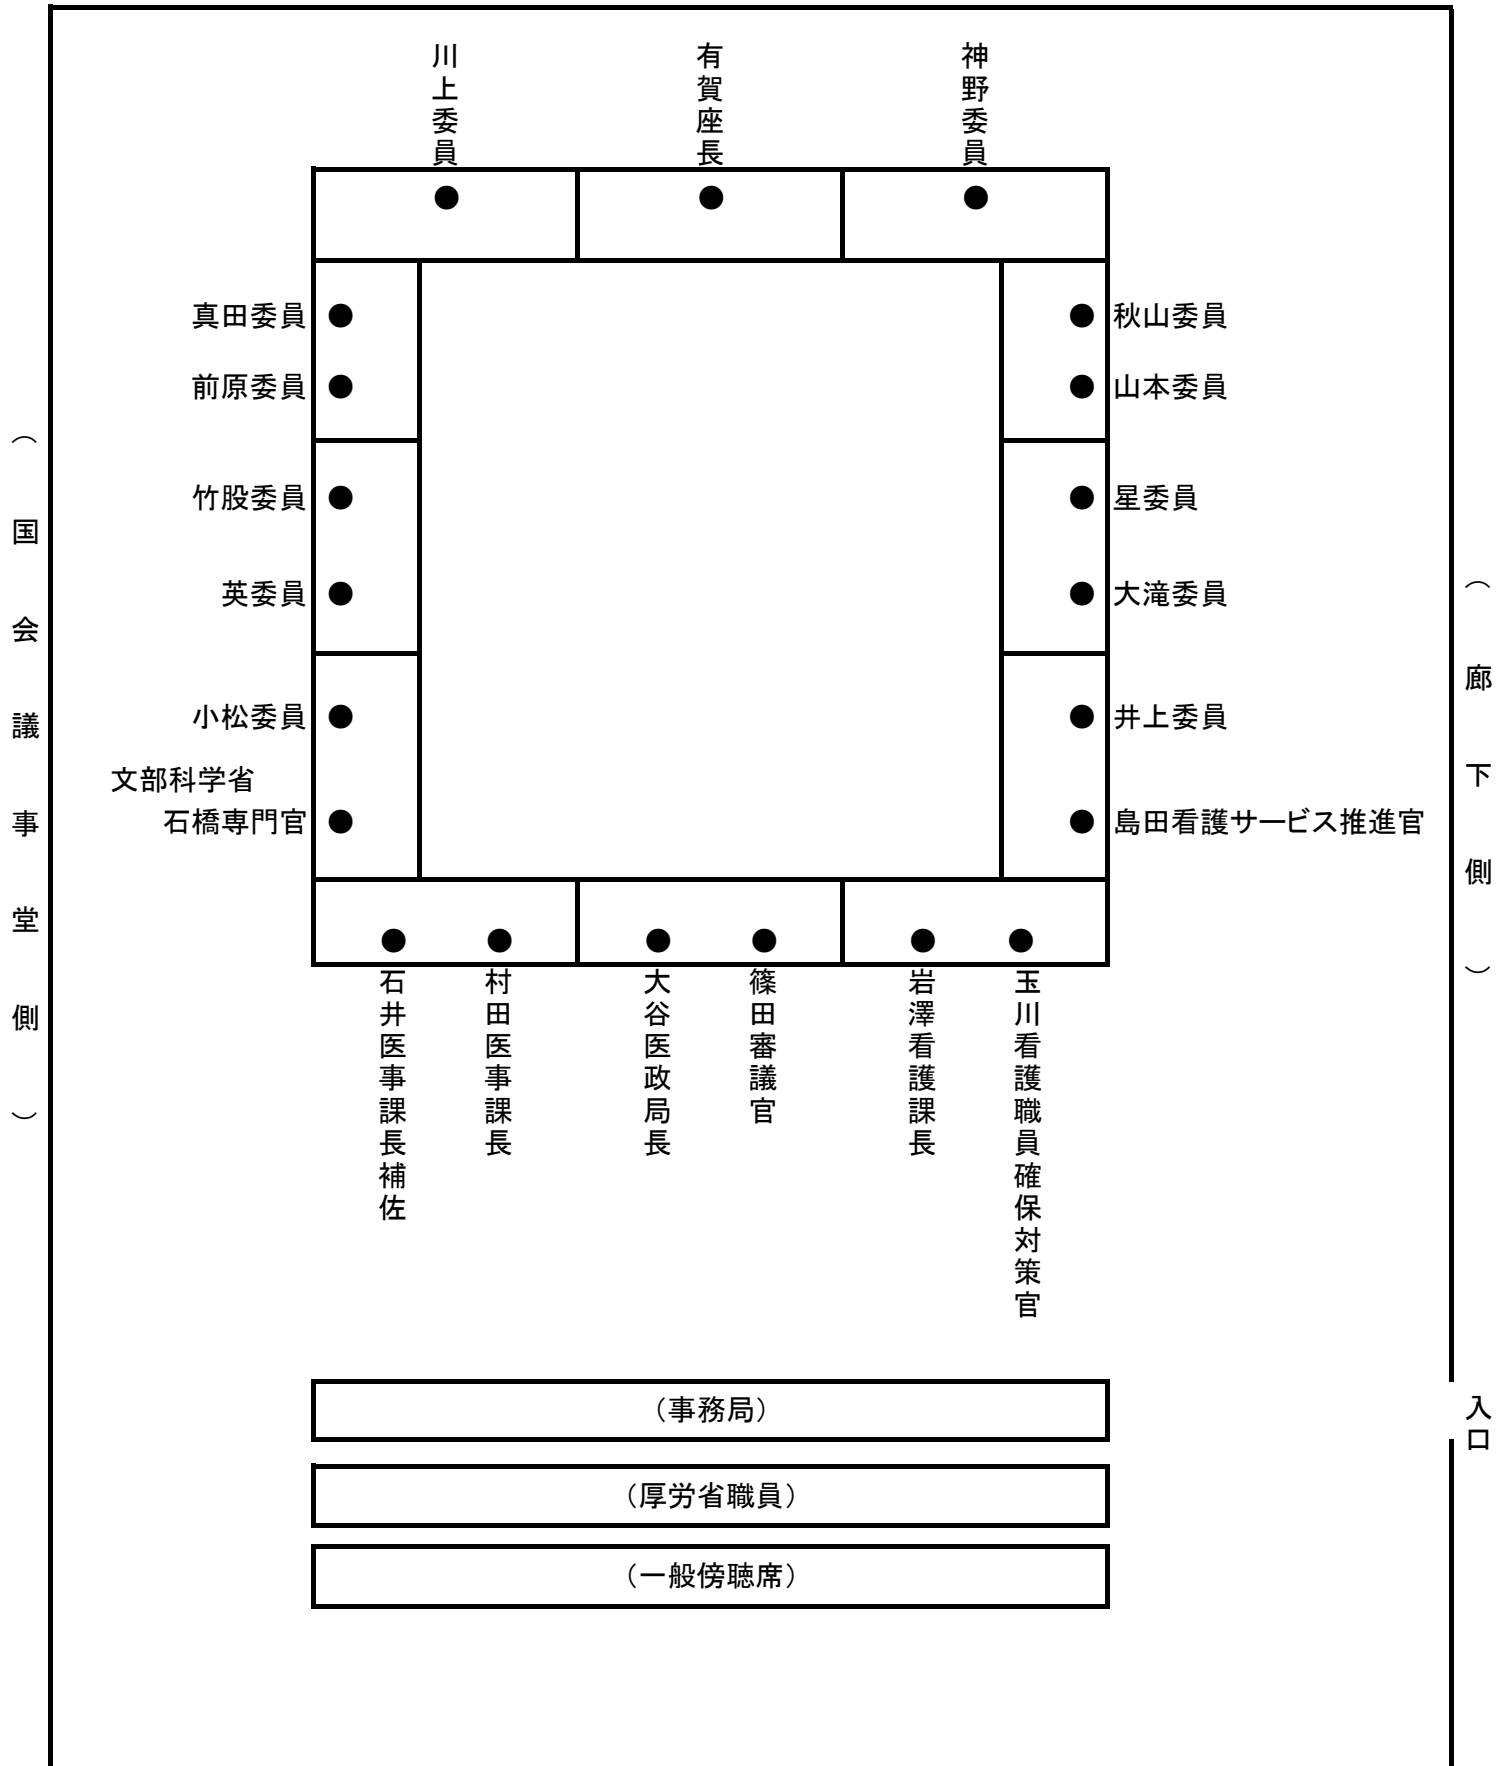 川上委員
有賀座長
神野委員
真田委員
秋山委員
前原委員
山本委員
竹股委員
星委員
英委員
大滝委員
小松委員
井上委員
文部科学省
石橋専門官
島田看護サービス推進官
石井医事課長補佐
村田医事課長
大谷医政局長
篠田審議官
岩澤看護課長
玉川看護職員確保対策官
（国会議事堂側）
（廊下側）
入口
（事務局）
（厚労省職員）
（一般傍聴席）